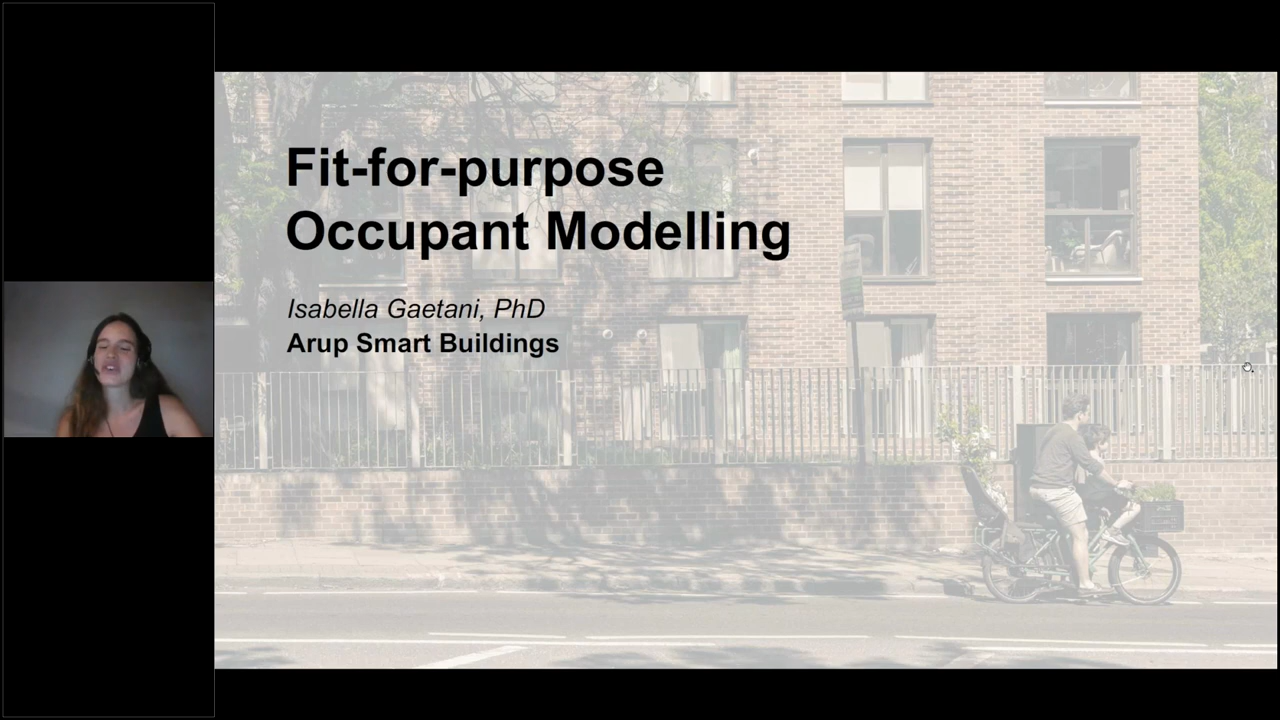 Fit-for-purpose
Occupant Modelling
Isabella Gaetani, PhD
Arup Smart Buildings